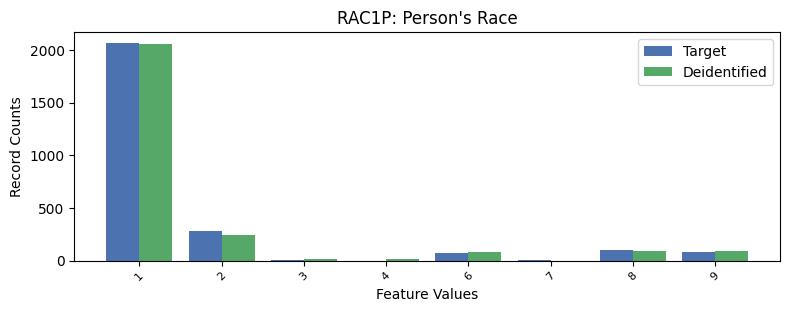 RAC1P: Person's Race
Target
Deidentified
Record Counts
2000
1500
1000
500
0
1 2 3 4 6 7 8 9
Feature Values